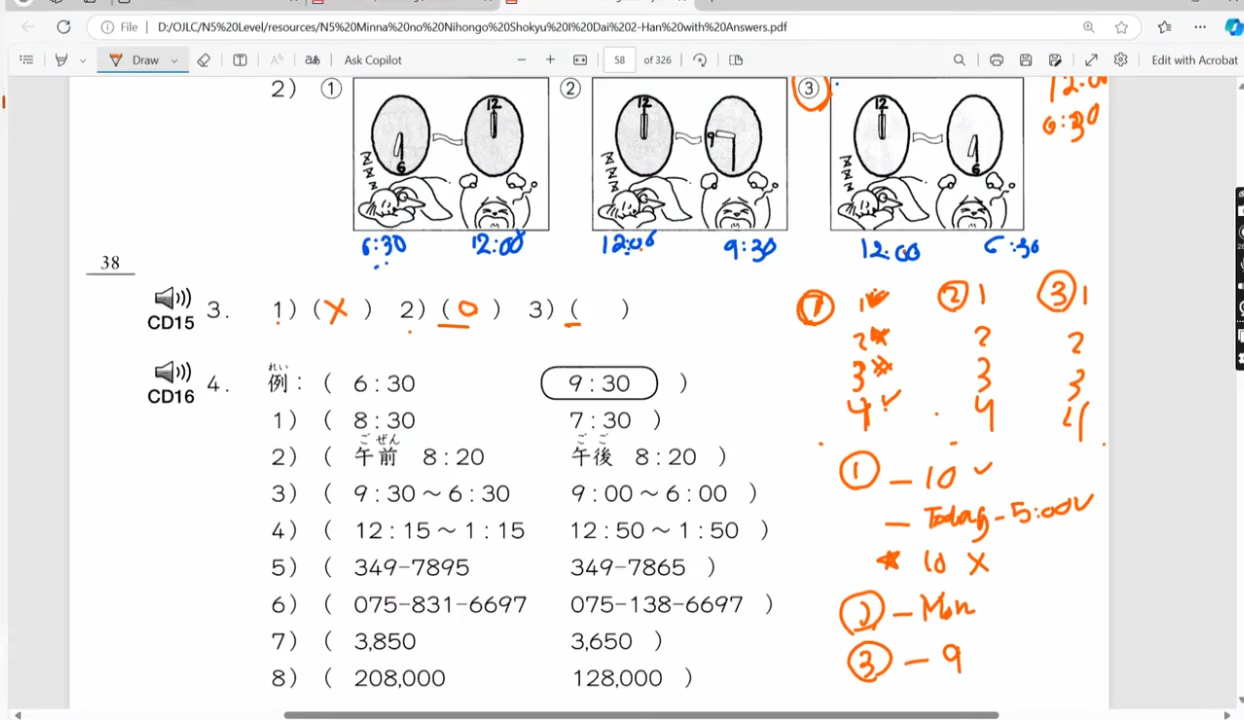 File D:/OJLC/N5%20Level/resources/N5%20Minna%20no%20Nihongo%20Shokyu%20I%20Dai%202-Han%20with%20Answers.pdf
Draw Ask Copilot 58 of 326 Edit with Acrobat
2) ① ② ③
12:00
6:30
12 12 12
6 9 6
z z z z z z z z z
6:30 12:00 12:00 9:30 12:00 6:30
38
CD15 3. 1) (X) 2) (O) 3) ( )
① 1 ② 1 ③ 1
2 2 2
3 3 3
4 ✓ 4 4
CD16 4. 例: ( 6:30 9:30 )
れい
1) ( 8:30 7:30 )
ごぜん ごご
2) ( 午前 8:20 午後 8:20 )
3) ( 9:30～6:30 9:00～6:00 )
4) ( 12:15～1:15 12:50～1:50 )
5) ( 349-7895 349-7865 )
6) ( 075-831-6697 075-138-6697 )
7) ( 3,850 3,650 )
8) ( 208,000 128,000 )
① – 10 ✓
– Today - 5:00 ✓
10 X
② – Mon
③ – 9